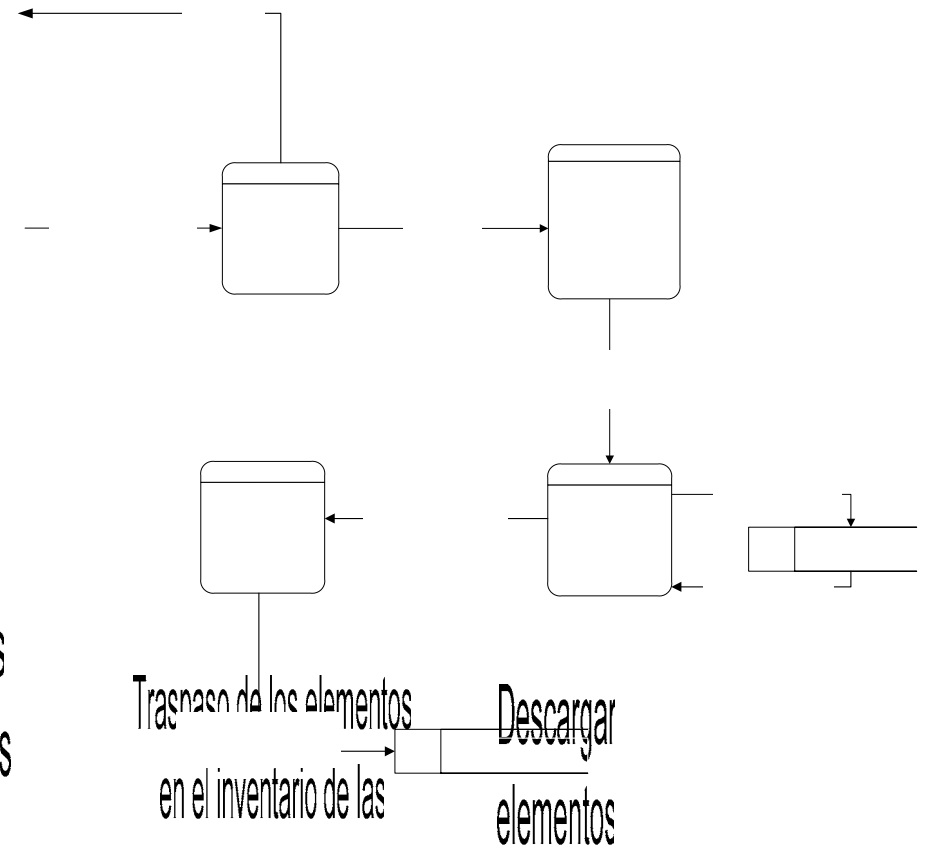 Traspaso de los elementos
Descargar
en el inventario de las
elementos